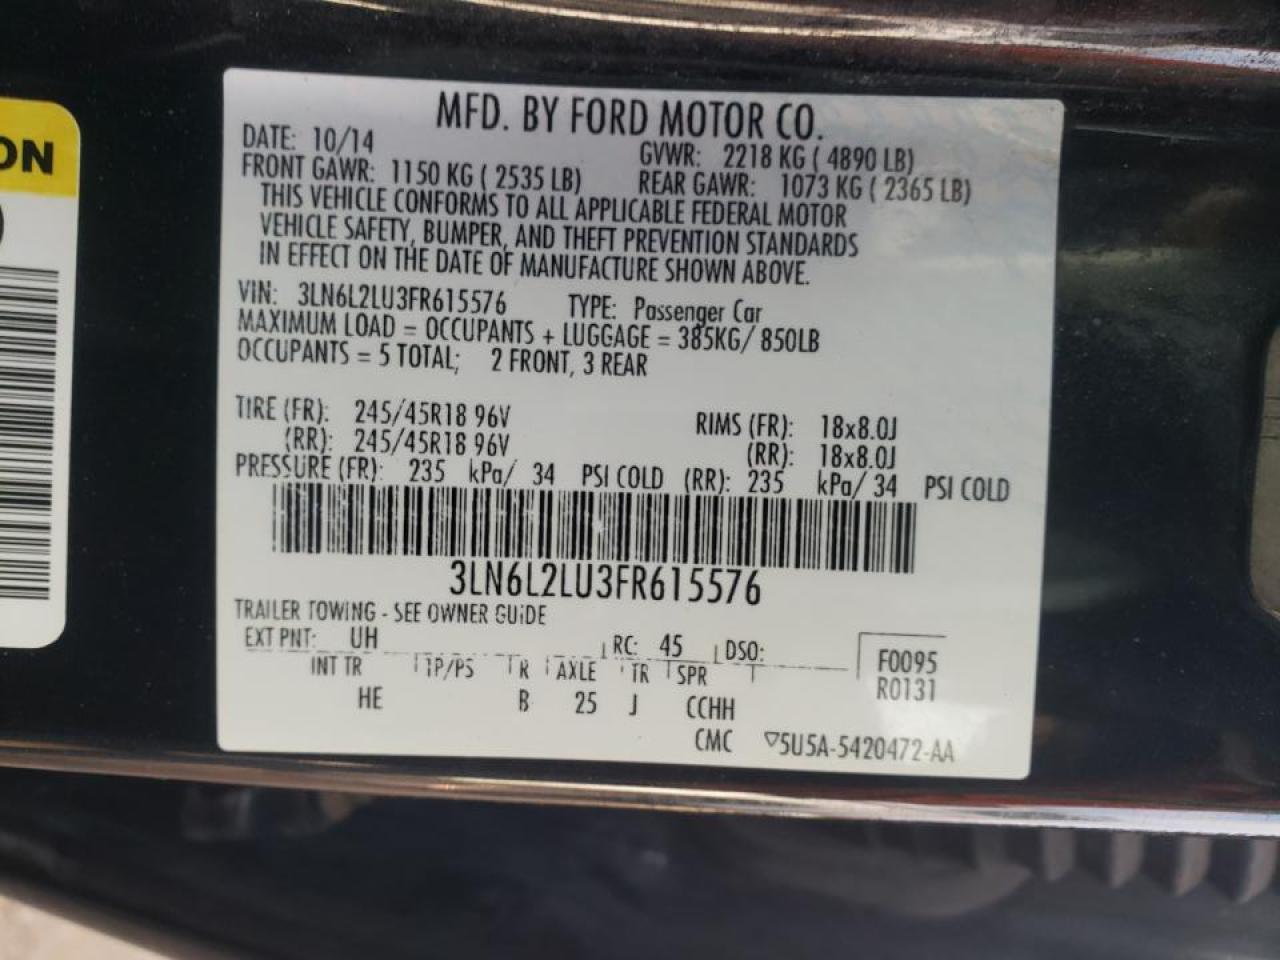 ON
MFD. BY FORD MOTOR CO.
DATE: 10/14 GVWR: 2218 KG ( 4890 LB)
FRONT GAWR: 1150 KG ( 2535 LB) REAR GAWR: 1073 KG ( 2365 LB)
THIS VEHICLE CONFORMS TO ALL APPLICABLE FEDERAL MOTOR
VEHICLE SAFETY, BUMPER, AND THEFT PREVENTION STANDARDS
IN EFFECT ON THE DATE OF MANUFACTURE SHOWN ABOVE.
VIN: 3LN6L2LU3FR615576 TYPE: Passenger Car
MAXIMUM LOAD = OCCUPANTS + LUGGAGE = 385KG/ 850LB
OCCUPANTS = 5 TOTAL; 2 FRONT, 3 REAR
TIRE (FR): 245/45R18 96V RIMS (FR): 18x8.0J
(RR): 245/45R18 96V (RR): 18x8.0J
PRESSURE (FR): 235 kPa/ 34 PSI COLD (RR): 235 kPa/ 34 PSI COLD
3LN6L2LU3FR615576
TRAILER TOWING - SEE OWNER GUIDE
EXT PNT: UH RC: 45 DSO:
INT TR TP/PS R AXLE TR SPR F0095
HE B 25 J CCHH R0131
CMC ▽5U5A-5420472-AA